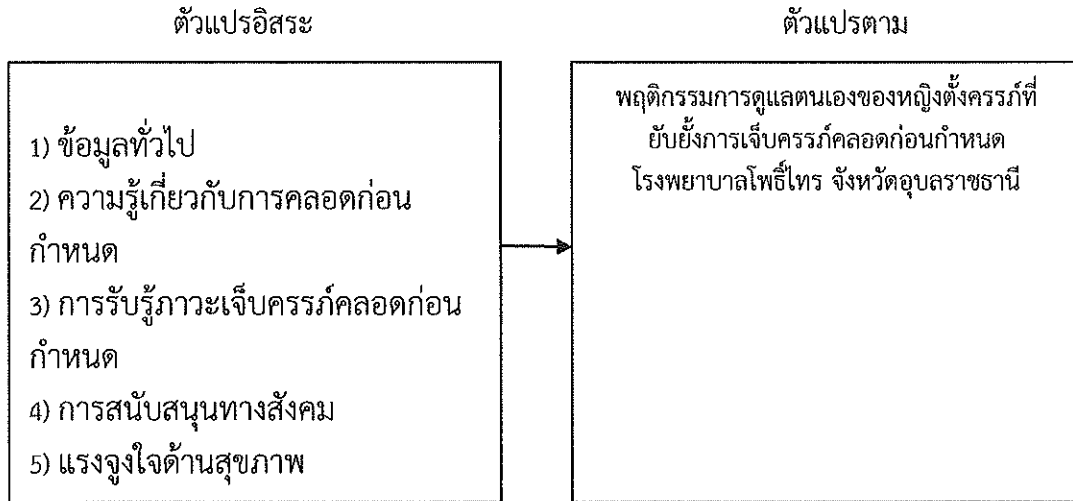 ตัวแปรอิสระ
1) ข้อมูลทั่วไป
2) ความรู้เกี่ยวกับการคลอดก่อน
กำหนด
3) การรับรู้ภาวะเจ็บครรภ์คลอดก่อน
กำหนด
4) การสนับสนุนทางสังคม
5) แรงจูงใจด้านสุขภาพ
ตัวแปรตาม
พฤติกรรมการดูแลตนเองของหญิงตั้งครรภ์ที่
ยับยั้งการเจ็บครรภ์คลอดก่อนกำหนด
โรงพยาบาลโพธิ์ไทร จังหวัดอุบลราชธานี